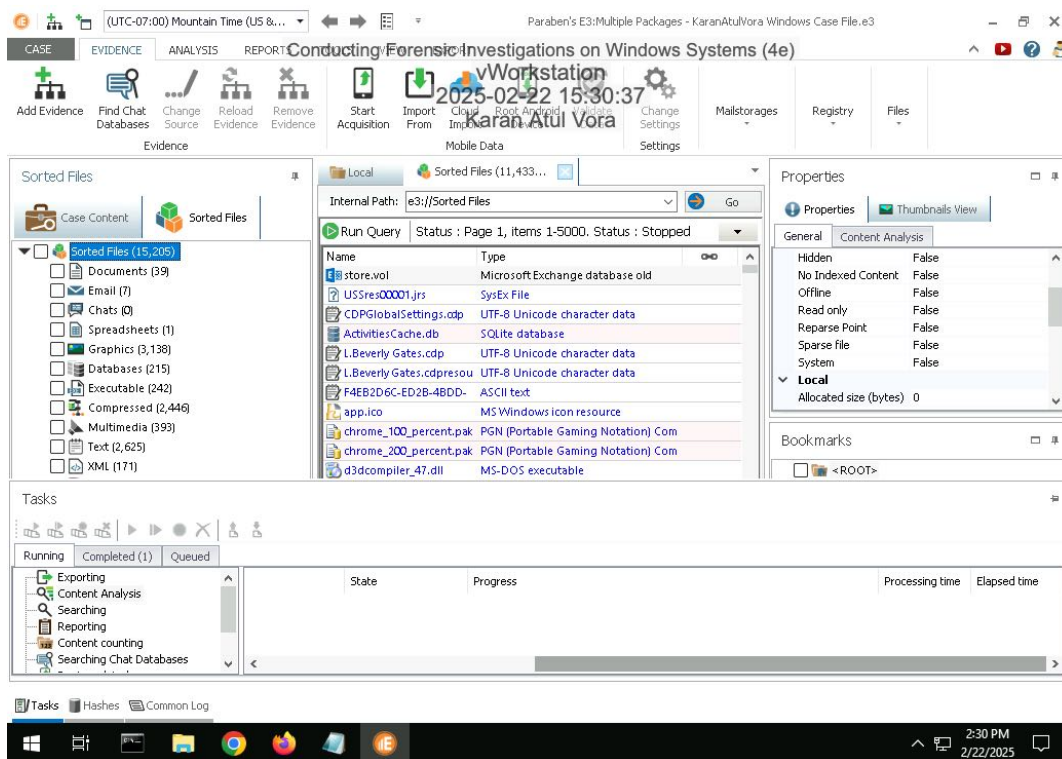 (UTC-07:00) Mountain Time (US &...
Paraben's E3:Multiple Packages - KaranAtulVora Windows Case File.e3
CASE EVIDENCE ANALYSIS REPORTS
Conducting Forensic Investigations on Windows Systems (4e)
vWorkstation
2025-02-22 15:30:37
Karan Atul Vora
Add Evidence
Find Chat Databases
Change Source
Reload Evidence
Remove Evidence
Start Acquisition
Import From
Cloud Import
Root Android Device
Validate
Change Settings
Mailstorages
Registry
Files
Evidence
Mobile Data
Settings
Sorted Files
Case Content
Sorted Files
Sorted Files (15,205)
Documents (39)
Email (7)
Chats (0)
Spreadsheets (1)
Graphics (3,138)
Databases (215)
Executable (242)
Compressed (2,446)
Multimedia (393)
Text (2,625)
XML (171)
Local
Sorted Files (11,433...
Internal Path: e3://Sorted Files
Go
Run Query Status : Page 1, items 1-5000. Status : Stopped
Name Type
store.vol Microsoft Exchange database old
USSres00001.jrs SysEx File
CDPGlobalSettings.cdp UTF-8 Unicode character data
ActivitiesCache.db SQLite database
L.Beverly Gates.cdp UTF-8 Unicode character data
L.Beverly Gates.cdpresou UTF-8 Unicode character data
F4EB2D6C-ED2B-4BDD- ASCII text
app.ico MS Windows icon resource
chrome_100_percent.pak PGN (Portable Gaming Notation) Com
chrome_200_percent.pak PGN (Portable Gaming Notation) Com
d3dcompiler_47.dll MS-DOS executable
Properties
Properties
Thumbnails View
General
Content Analysis
Hidden False
No Indexed Content False
Offline False
Read only False
Reparse Point False
Sparse file False
System False
Local
Allocated size (bytes) 0
Bookmarks
<ROOT>
Tasks
Running
Completed (1)
Queued
Exporting
Content Analysis
Searching
Reporting
Content counting
Searching Chat Databases
State Progress Processing time Elapsed time
Tasks
Hashes
Common Log
2:30 PM
2/22/2025